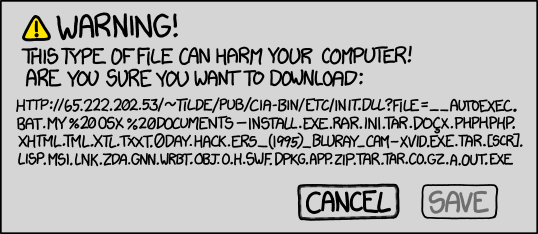 WARNING!
THIS TYPE OF FILE CAN HARM YOUR COMPUTER!
ARE YOU SURE YOU WANT TO DOWNLOAD:
HTTP://65.222.202.53/~TILDE/PUB/CIA-BIN/ETC/INIT.DLL?FILE=__AUTOEXEC.
BAT.MY%20OSX%20DOCUMENTS-INSTALL.EXE.RAR.INI.TAR.DOÇX.PHPHPHP.
XHTML.TML.XTL.TXXT.0DAY.HACK.ERS_(1995)_BLURAY_CAM-XVID.EXE.TAR.[SCR].
LISP.MSI.LNK.ZDA.GNN.WRBT.OBJ.O.H.SWF.DPKG.APP.ZIP.TAR.TAR.CO.GZ.A.OUT.EXE
CANCEL SAVE